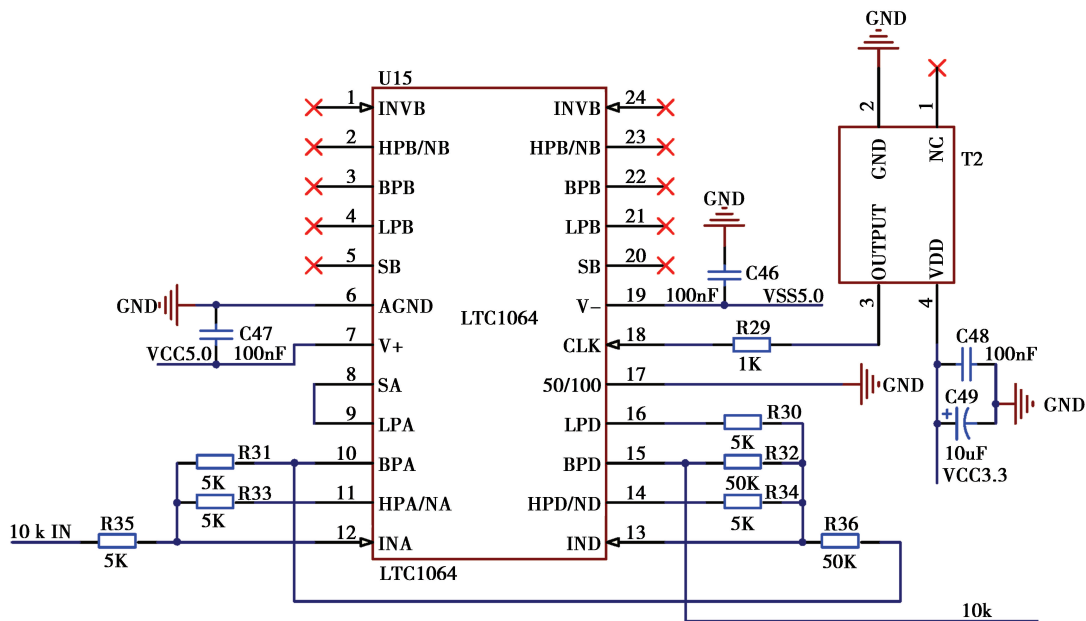 GND
U15
1 INVB
INVB 24
2 HPB/NB
HPB/NB 23
3 BPB
BPB 22
4 LPB
LPB 21
5 SB
SB 20
6 AGND
V− 19
7 V+
CLK 18
8 SA
50/100 17
9 LPA
LPD 16
10 BPA
BPD 15
11 HPA/NA
HPD/ND 14
12 INA
IND 13
LTC1064
LTC1064
GND
C47
100nF
VCC5.0
GND
C46
100nF
VSS5.0
R29
1K
GND
2
1
GND
NC
T2
OUTPUT
VDD
3
4
C48
100nF
C49
+
10uF
GND
VCC3.3
R30
5K
R32
50K
R34
5K
R36
50K
R31
5K
R33
5K
10 k IN
R35
5K
10k